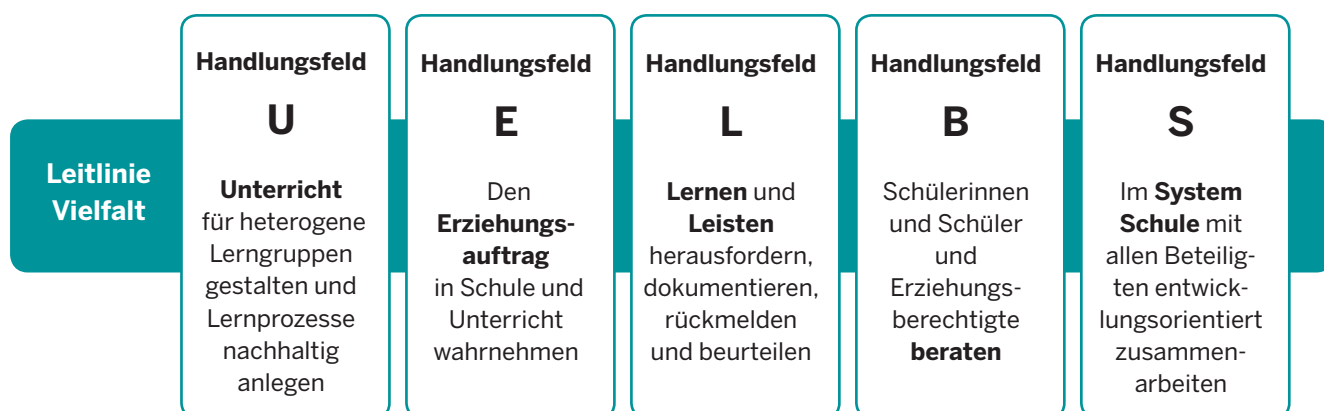 Leitlinie
Vielfalt
Handlungsfeld
U
Unterricht
für heterogene
Lerngruppen
gestalten und
Lernprozesse
nachhaltig
anlegen
Handlungsfeld
E
Den
Erziehungs-
auftrag
in Schule und
Unterricht
wahrnehmen
Handlungsfeld
L
Lernen und
Leisten
herausfordern,
dokumentieren,
rückmelden
und beurteilen
Handlungsfeld
B
Schülerinnen
und Schüler
und
Erziehungs-
berechtigte
beraten
Handlungsfeld
S
Im System
Schule mit
allen Beteilig-
ten entwick-
lungsorientiert
zusammen-
arbeiten